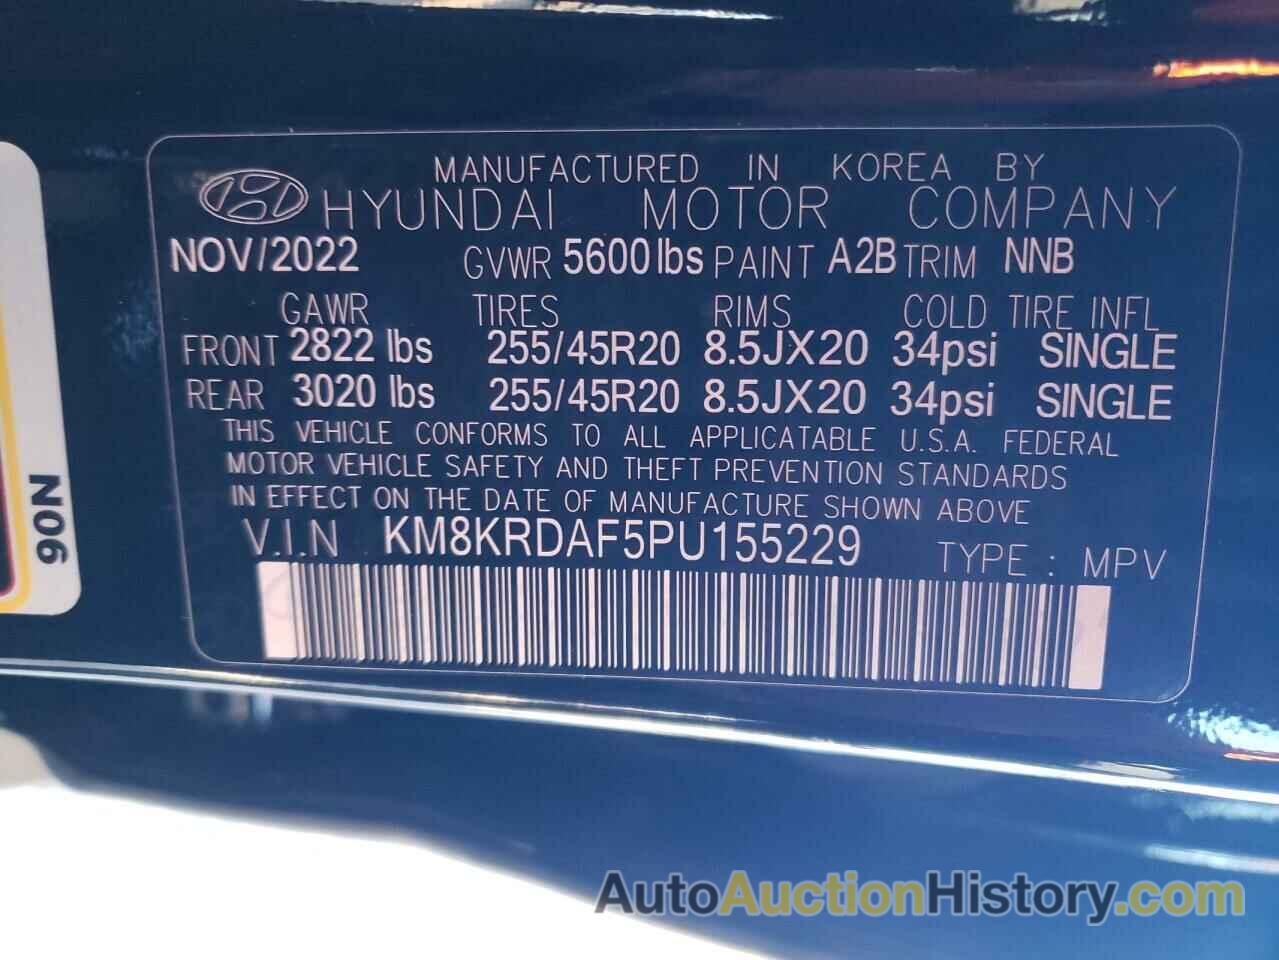 MANUFACTURED IN KOREA BY
HYUNDAI MOTOR COMPANY
NOV/2022 GVWR 5600 lbs PAINT A2B TRIM NNB
GAWR TIRES RIMS COLD TIRE INFL
FRONT 2822 lbs 255/45R20 8.5JX20 34psi SINGLE
REAR 3020 lbs 255/45R20 8.5JX20 34psi SINGLE
THIS VEHICLE CONFORMS TO ALL APPLICATABLE U.S.A. FEDERAL
MOTOR VEHICLE SAFETY AND THEFT PREVENTION STANDARDS
IN EFFECT ON THE DATE OF MANUFACTURE SHOWN ABOVE
V.I.N KM8KRDAF5PU155229 TYPE : MPV
90N
AutoAuctionHistory.com